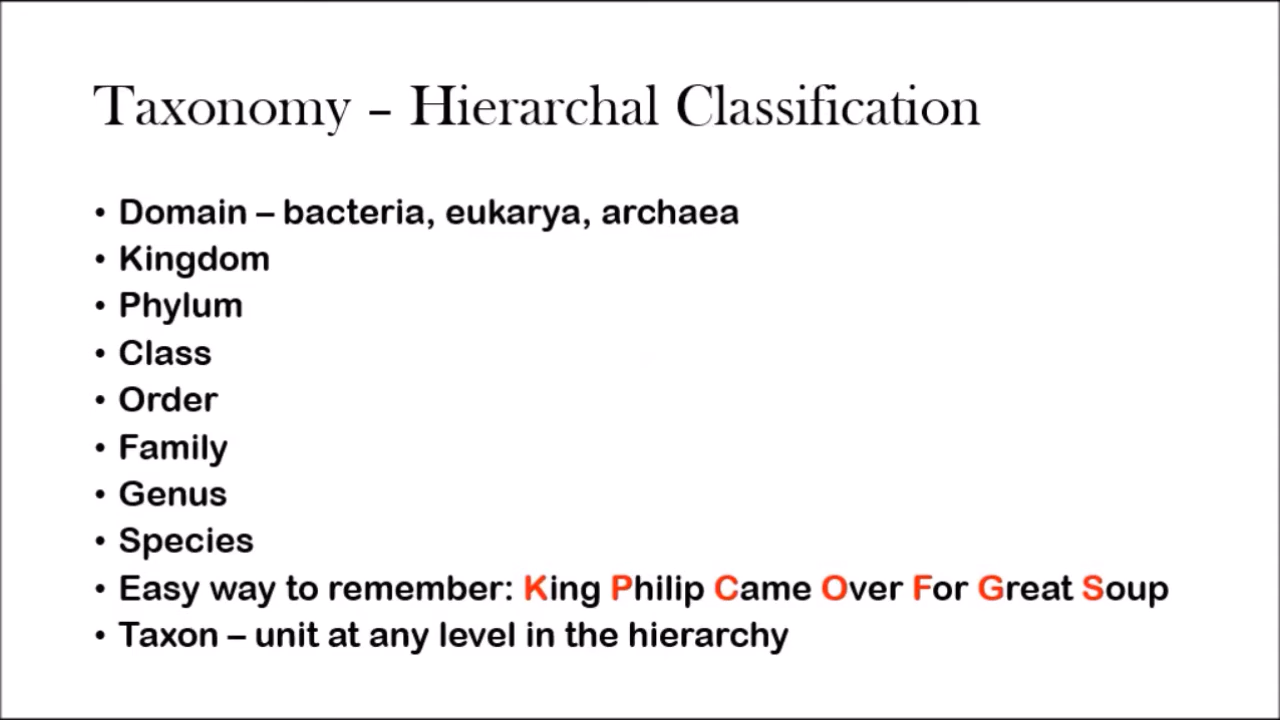 Taxonomy – Hierarchal Classification
• Domain – bacteria, eukarya, archaea
• Kingdom
• Phylum
• Class
• Order
• Family
• Genus
• Species
• Easy way to remember: King Philip Came Over For Great Soup
• Taxon – unit at any level in the hierarchy